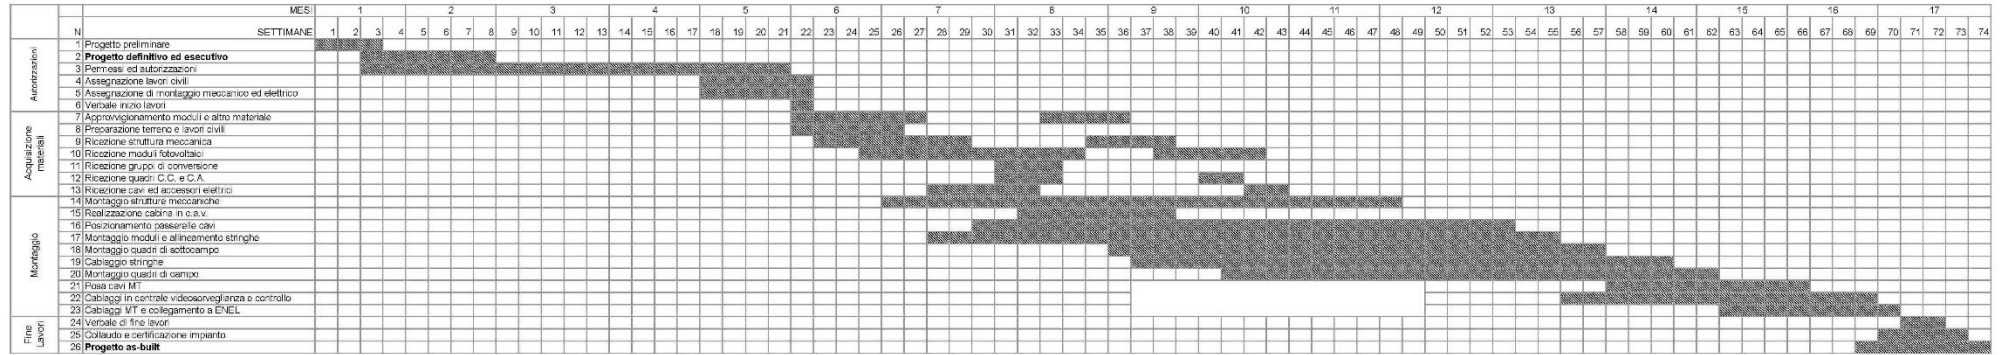 MESI 1 2 3 4 5 6 7 8 9 10 11 12 13 14 15 16 17
N SETTIMANE 1 2 3 4 5 6 7 8 9 10 11 12 13 14 15 16 17 18 19 20 21 22 23 24 25 26 27 28 29 30 31 32 33 34 35 36 37 38 39 40 41 42 43 44 45 46 47 48 49 50 51 52 53 54 55 56 57 58 59 60 61 62 63 64 65 66 67 68 69 70 71 72 73 74
Autorizzazioni
1 Progetto preliminare
2 Progetto definitivo ed esecutivo
3 Permessi ed autorizzazioni
4 Assegnazione lavori civili
5 Assegnazione di montaggio meccanico ed elettrico
6 Verbale inizio lavori
Acquisizione
materiali
7 Approvvigionamento moduli e altro materiale
8 Preparazione terreno e lavori civili
9 Ricezione struttura meccanica
10 Ricezione moduli fotovoltaici
11 Ricezione gruppi di conversione
12 Ricezione quadri C.C. e C.A.
13 Ricezione cavi ed accessori elettrici
Montaggio
14 Montaggio strutture meccaniche
15 Realizzazione cabina in c.a.v.
16 Posizionamento passerelle cavi
17 Montaggio moduli e allineamento stringhe
18 Montaggio quadri di sottocampo
19 Cablaggio stringhe
20 Montaggio quadri di campo
21 Posa cavi MT
22 Cablaggi in centrale videosorveglianza e controllo
23 Cablaggi MT e collegamento a ENEL
Fine
Lavori
24 Verbale di fine lavori
25 Collaudo e certificazione impianto
26 Progetto as-built